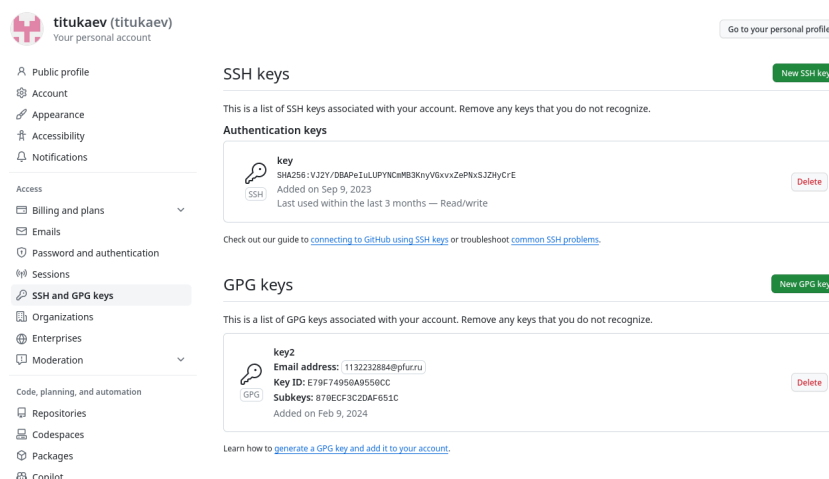 titukaev (titukaev)
Your personal account
Go to your personal profile
Public profile
Account
Appearance
Accessibility
Notifications
Access
Billing and plans
Emails
Password and authentication
Sessions
SSH and GPG keys
Organizations
Enterprises
Moderation
Code, planning, and automation
Repositories
Codespaces
Packages
Copilot
SSH keys
New SSH key
This is a list of SSH keys associated with your account. Remove any keys that you do not recognize.
Authentication keys
key
SHA256:VJ2Y/DBAPeIuLUPYNCmMB3KnyVGxvxZePNxSJZHyCrE
Added on Sep 9, 2023
Last used within the last 3 months — Read/write
SSH
Delete
Check out our guide to connecting to GitHub using SSH keys or troubleshoot common SSH problems.
GPG keys
New GPG key
This is a list of GPG keys associated with your account. Remove any keys that you do not recognize.
key2
Email address: 1132232884@pfur.ru
Key ID: E79F74950A9550CC
Subkeys: 870ECF3C2DAF651C
Added on Feb 9, 2024
GPG
Delete
Learn how to generate a GPG key and add it to your account.